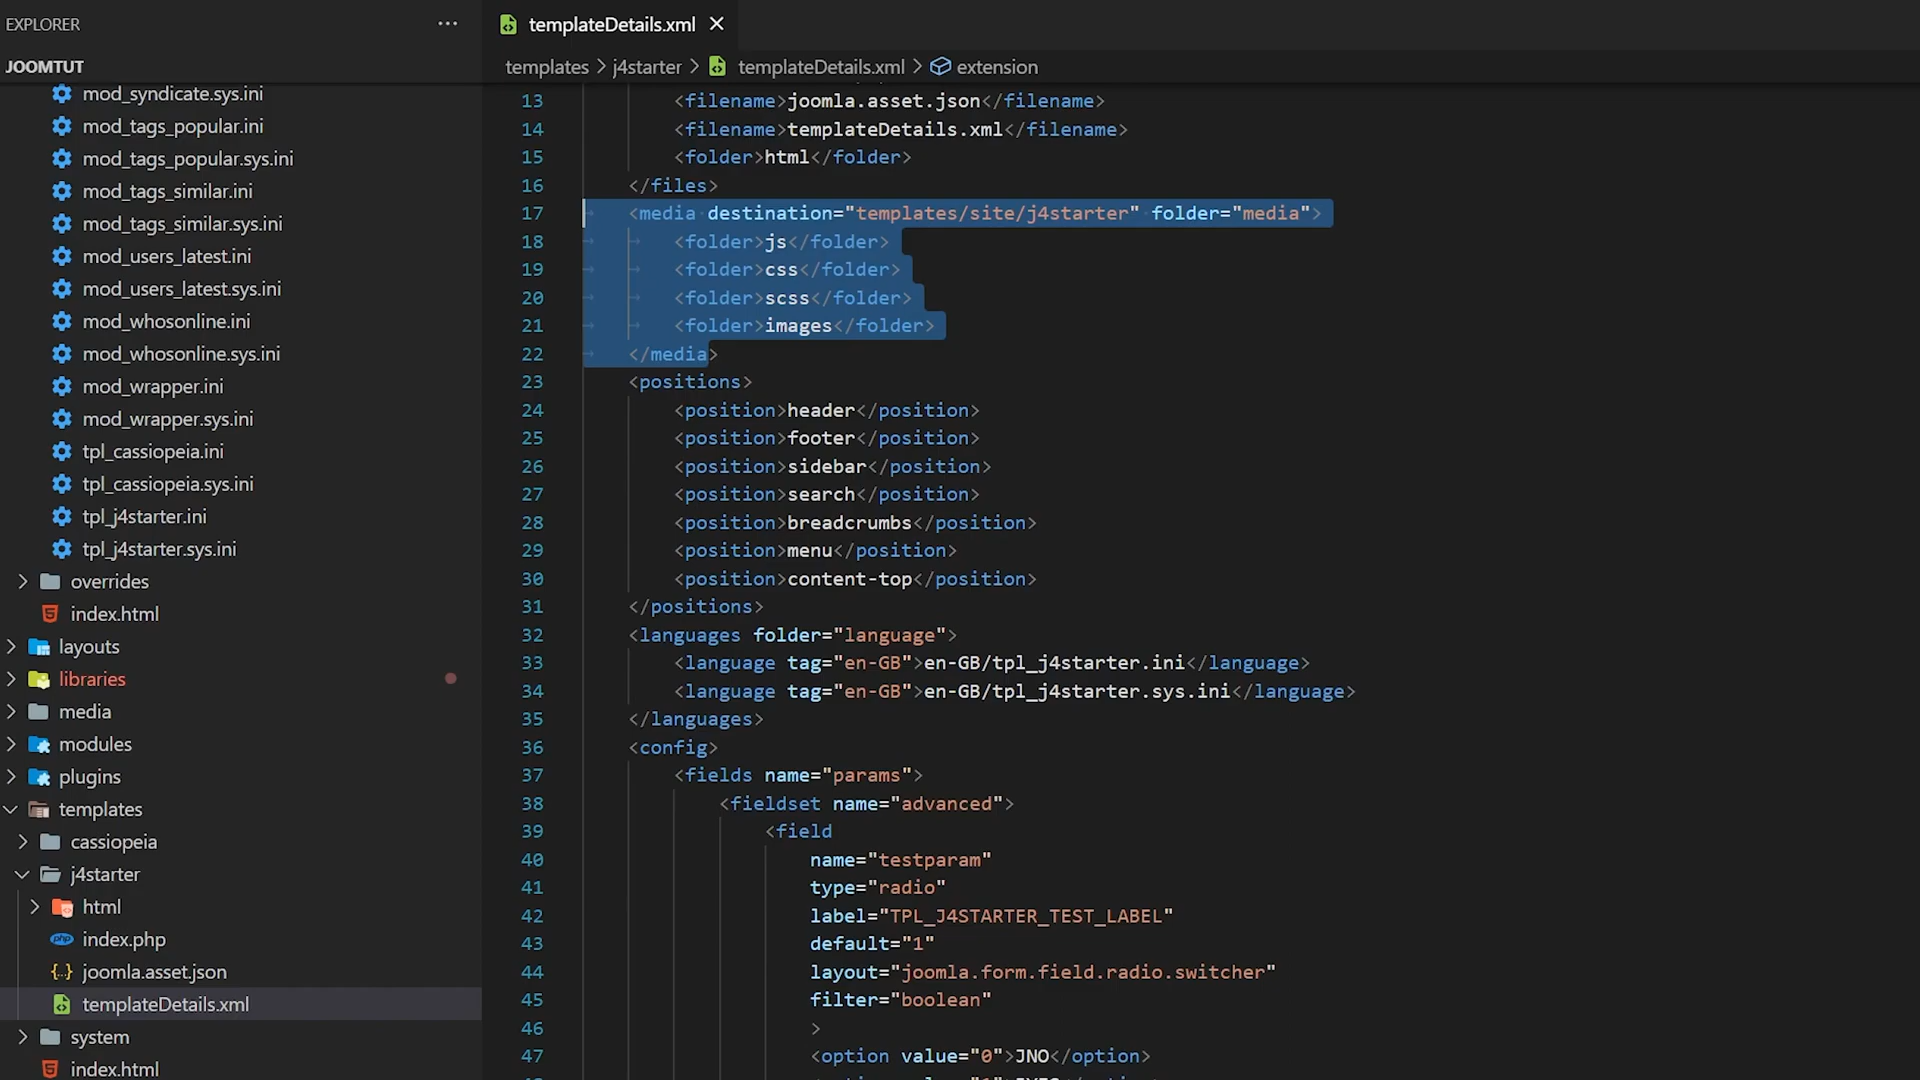 EXPLORER
JOOMTUT
mod_syndicate.sys.ini
mod_tags_popular.ini
mod_tags_popular.sys.ini
mod_tags_similar.ini
mod_tags_similar.sys.ini
mod_users_latest.ini
mod_users_latest.sys.ini
mod_whosonline.ini
mod_whosonline.sys.ini
mod_wrapper.ini
mod_wrapper.sys.ini
tpl_cassiopeia.ini
tpl_cassiopeia.sys.ini
tpl_j4starter.ini
tpl_j4starter.sys.ini
overrides
index.html
layouts
libraries
media
modules
plugins
templates
cassiopeia
j4starter
html
php index.php
joomla.asset.json
templateDetails.xml
system
index.html
templateDetails.xml
templates > j4starter > templateDetails.xml > extension
13 <filename>joomla.asset.json</filename>
14 <filename>templateDetails.xml</filename>
15 <folder>html</folder>
16 </files>
17 <media destination="templates/site/j4starter" folder="media">
18 <folder>js</folder>
19 <folder>css</folder>
20 <folder>scss</folder>
21 <folder>images</folder>
22 </media>
23 <positions>
24 <position>header</position>
25 <position>footer</position>
26 <position>sidebar</position>
27 <position>search</position>
28 <position>breadcrumbs</position>
29 <position>menu</position>
30 <position>content-top</position>
31 </positions>
32 <languages folder="language">
33 <language tag="en-GB">en-GB/tpl_j4starter.ini</language>
34 <language tag="en-GB">en-GB/tpl_j4starter.sys.ini</language>
35 </languages>
36 <config>
37 <fields name="params">
38 <fieldset name="advanced">
39 <field
40 name="testparam"
41 type="radio"
42 label="TPL_J4STARTER_TEST_LABEL"
43 default="1"
44 layout="joomla.form.field.radio.switcher"
45 filter="boolean"
46 >
47 <option value="0">JNO</option>